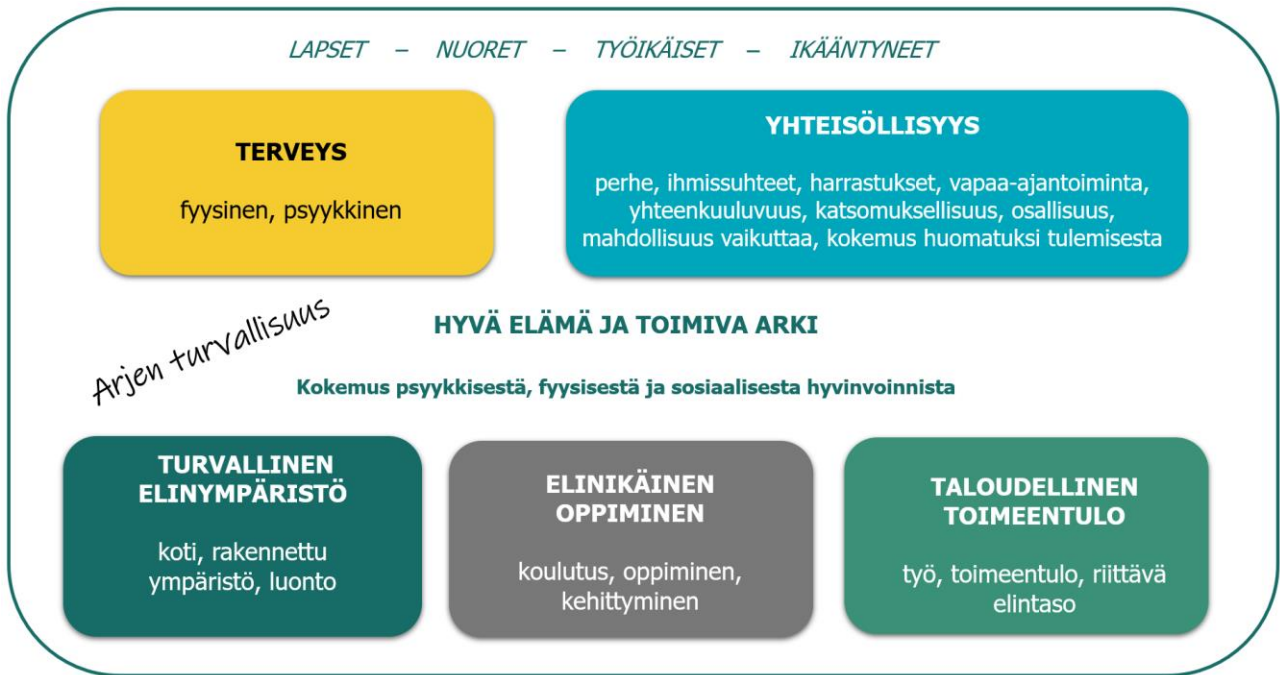 LAPSET – NUORET – TYÖIKÄISET – IKÄÄNTYNEET
TERVEYS
fyysinen, psyykkinen
YHTEISÖLLISYYS
perhe, ihmissuhteet, harrastukset, vapaa-ajantoiminta,
yhteenkuuluvuus, katsomuksellisuus, osallisuus,
mahdollisuus vaikuttaa, kokemus huomatuksi tulemisesta
Arjen turvallisuus
HYVÄ ELÄMÄ JA TOIMIVA ARKI
Kokemus psyykkisestä, fyysisestä ja sosiaalisesta hyvinvoinnista
TURVALLINEN
ELINYMPÄRISTÖ
koti, rakennettu
ympäristö, luonto
ELINIKÄINEN
OPPIMINEN
koulutus, oppiminen,
kehittyminen
TALOUDELLINEN
TOIMEENTULO
työ, toimeentulo, riittävä
elintaso